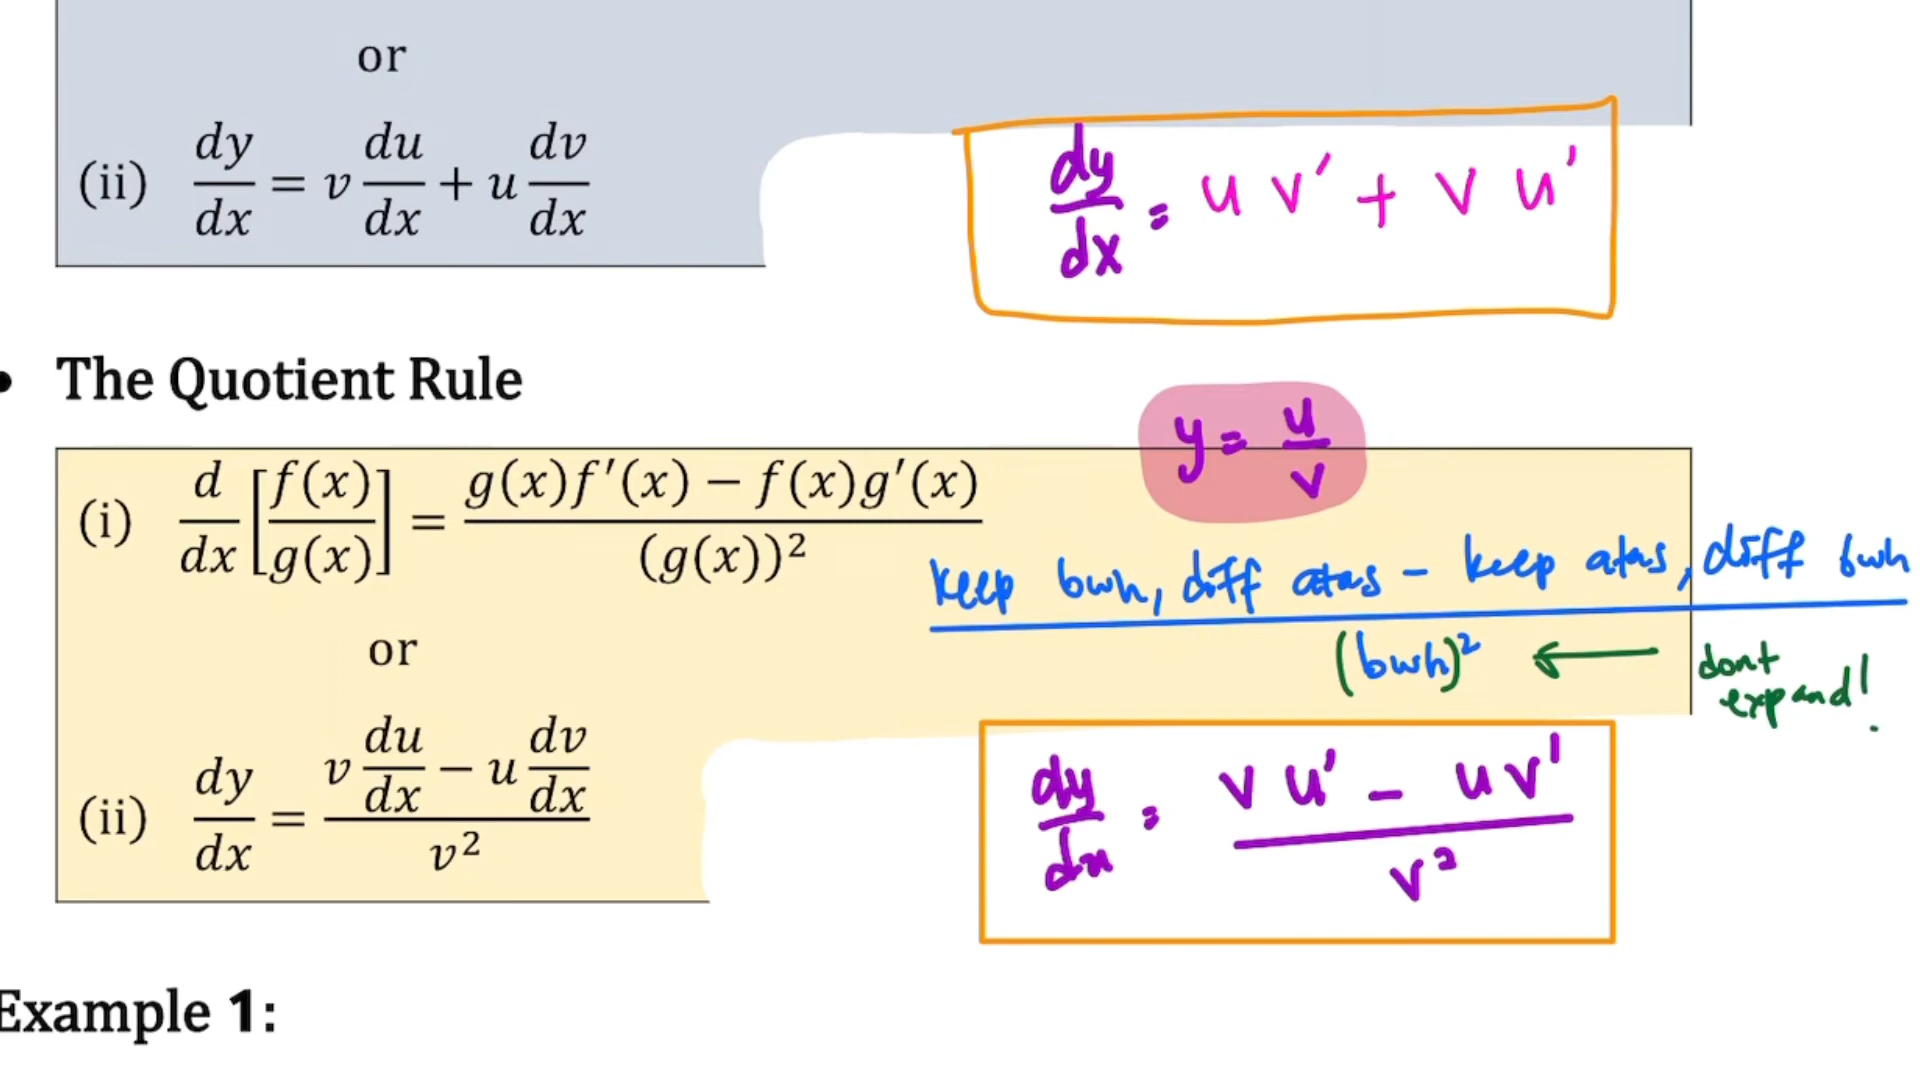 or
(ii) dy/dx = v du/dx + u dv/dx
dy/dx = u v' + v u'
• The Quotient Rule
y = u/v
(i) d/dx [f(x)/g(x)] = (g(x)f'(x) − f(x)g'(x))/(g(x))²
keep bwh, diff atas − keep atas, diff bwh
(bwh)² ← dont
expand!
or
(ii) dy/dx = (v du/dx − u dv/dx)/v²
dy/dx = (v u' − u v')/v²
Example 1: